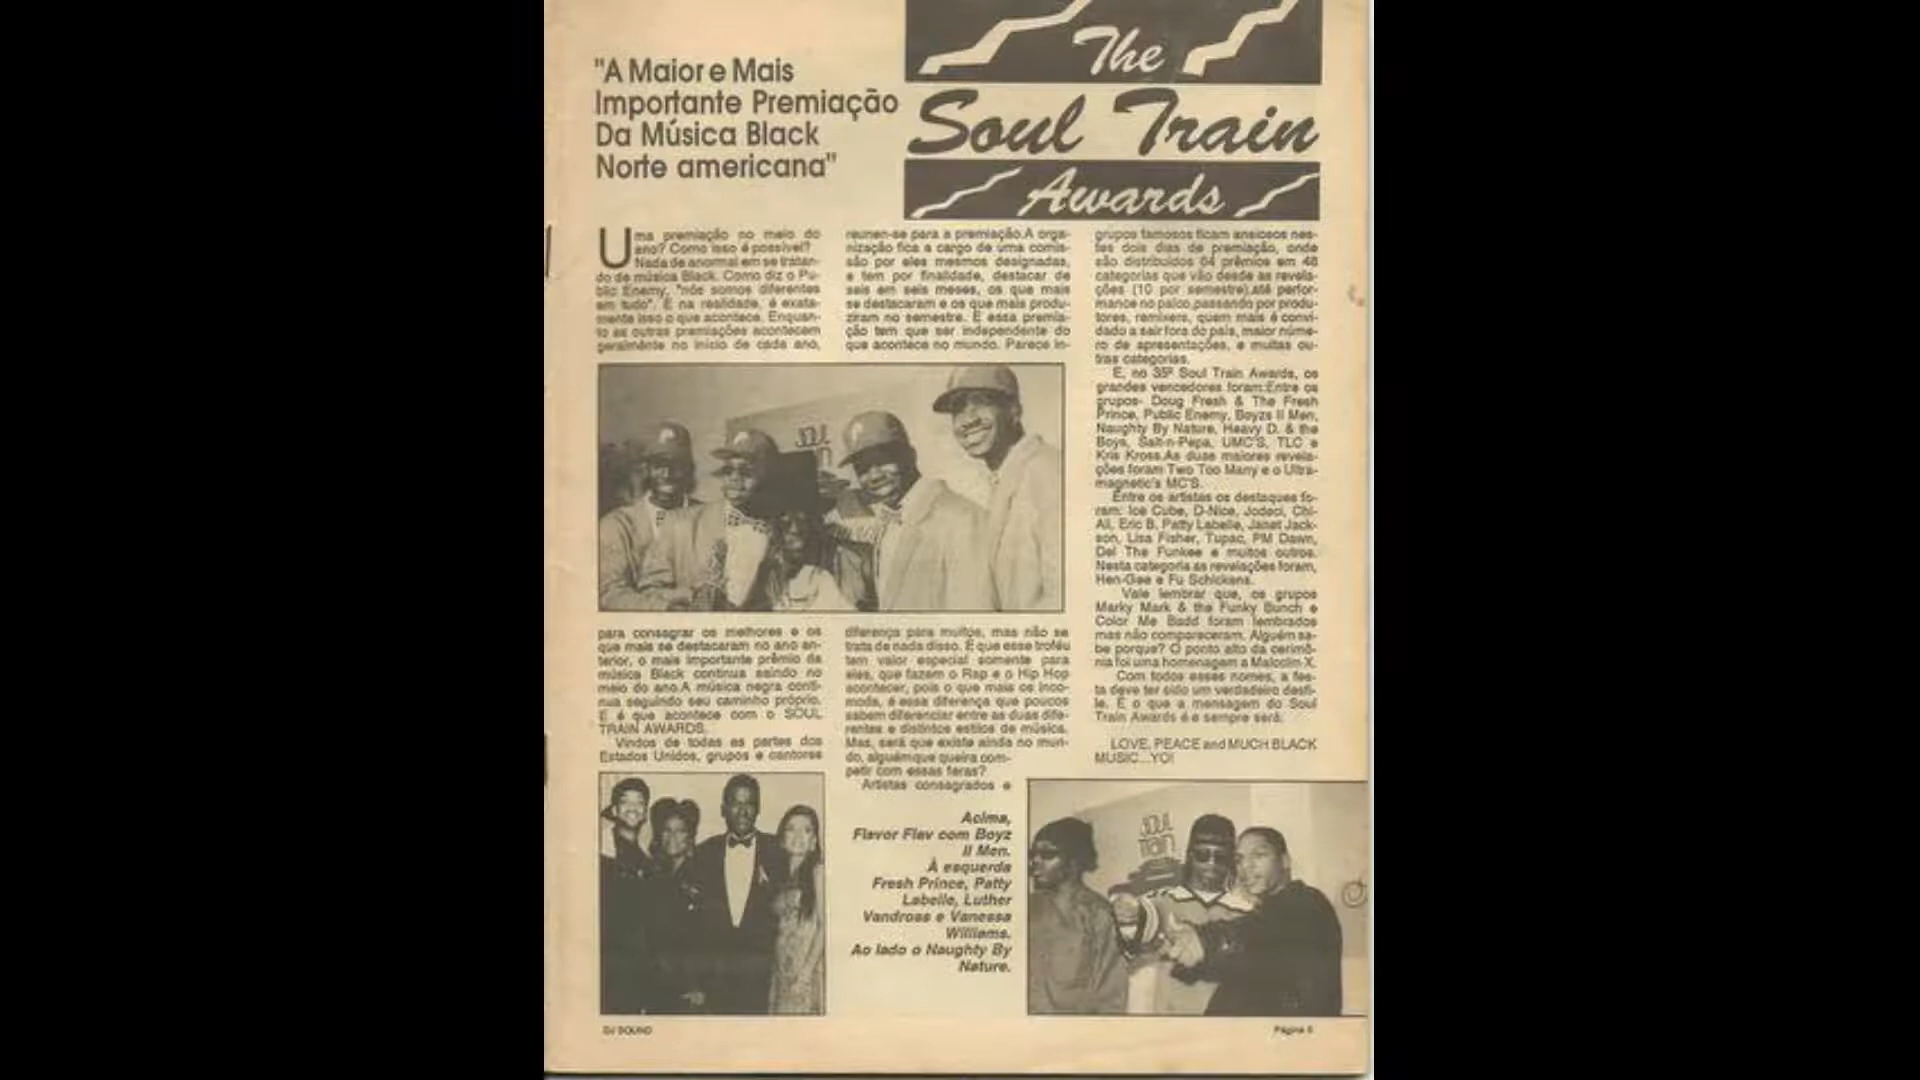 "A Maior e Mais
Importante Premiação
Da Música Black
Norte americana"
The
Soul Train
Awards
Uma premiação no meio do
ano? Como isso é possível?
Nada de anormal em se tratan-
do de música Black. Como diz o Pu-
blic Enemy, "nós somos diferentes
em tudo". E na realidade, é exata-
mente isso o que acontece. Enquan-
to as outras premiações acontecem
geralmente no início de cada ano,
para consagrar os melhores e os
que mais se destacaram no ano an-
terior, o mais importante prêmio da
música Black continua saindo no
meio do ano.A música negra conti-
nua seguindo seu caminho próprio.
E é que acontece com o SOUL
TRAIN AWARDS.
Vindos de todas as partes dos
Estados Unidos, grupos e cantores
reunen-se para a premiação.A orga-
nização fica a cargo de uma comis-
são por eles mesmos designadas,
e tem por finalidade, destacar de
seis em seis meses, os que mais
se destacaram e os que mais produ-
ziram no semestre. E essa premia-
ção tem que ser independente do
que acontece no mundo. Parece in-
diferença para muitos, mas não se
trata de nada disso. É que esse troféu
tem valor especial somente para
eles, que fazem o Rap e o Hip Hop
acontecer, pois o que mais os inco-
moda, é essa diferença que poucos
sabem diferenciar entre as duas dife-
rentes e distintos estilos de música.
Mas, será que existe ainda no mun-
do, alguém que queira com-
petir com essas feras?
Artistas consagrados e
grupos famosos ficam ansiosos nes-
tes dois dias de premiação, onde
são distribuidos 64 prêmios em 48
categorias que vão desde as revela-
ções (10 por semestre),até perfor-
mance no palco,passando por produ-
tores, remixers, quem mais é convi-
dado a sair fora do país, maior núme-
ro de apresentações, e muitas ou-
tras categorias.
E, no 35º Soul Train Awards, os
grandes vencedores foram:Entre os
grupos- Doug Fresh & The Fresh
Prince, Public Enemy, Boyzs II Men,
Naughty By Nature, Heavy D. & the
Boys, Salt-n-Pepa, UMC'S, TLC e
Kris Kross.As duas maiores revela-
ções foram Two Too Many e o Ultra-
magnetic's MC'S.
Entre os artistas os destaques fo-
ram: Ice Cube, D-Nice, Jodeci, Chi-
Ali, Eric B. Patty Labelle, Janet Jack-
son, Lisa Fisher, Tupac, PM Dawn,
Del The Funkee e muitos outros.
Nesta categoria as revelações foram,
Hen-Gee e Fu Schickens.
Vale lembrar que, os grupos
Marky Mark & the Funky Bunch e
Color Me Badd foram lembrados
mas não compareceram. Alguém sa-
be porque? O ponto alto da cerimô-
nia foi uma homenagem a Malcolm X.
Com todos esses nomes, a fes-
ta deve ter sido um verdadeiro desfi-
le. E o que a mensagem do Soul
Train Awards é e sempre será.
LOVE, PEACE and MUCH BLACK
MUSIC...YO!
Acima,
Flavor Flav com Boyz
II Men.
À esquerda
Fresh Prince, Patty
Labelle, Luther
Vandross e Vanessa
Williams.
Ao lado o Naughty By
Nature.
DJ SOUND